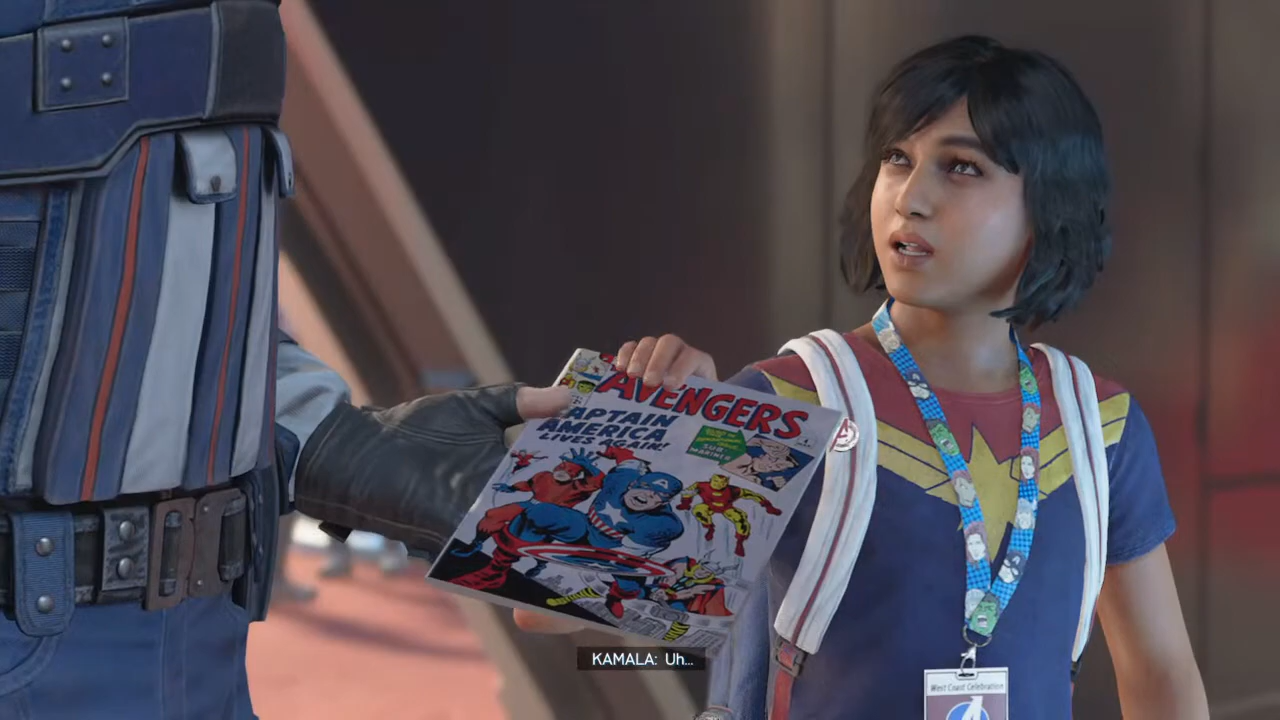 AVENGERS
CAPTAIN
AMERICA
LIVES AGAIN!
SUB
MARINER
KAMALA: Uh...
West Coast Celebration